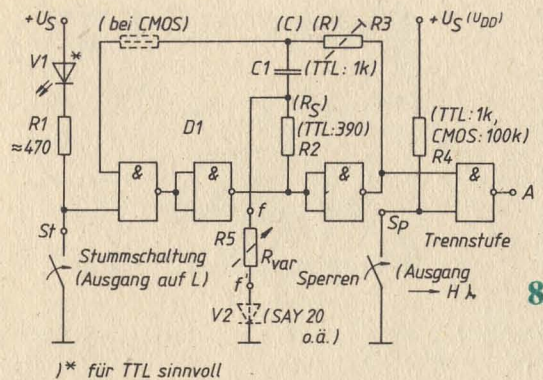 +U_S
(bei CMOS)
(C) (R) R3
+U_S (U_DD)
V1
*
C1
(TTL: 1k)
(R_S)
(TTL: 1k,
CMOS: 100k)
R4
R1
≈470
D1
(TTL: 390)
R2
&
&
&
&
A
f
St
Sp
Trennstufe
Stummschaltung
(Ausgang auf L)
R5
R_var
Sperren
(Ausgang
→ H
f'
V2
(SAY 20
o.ä.)
8
)* für TTL sinnvoll